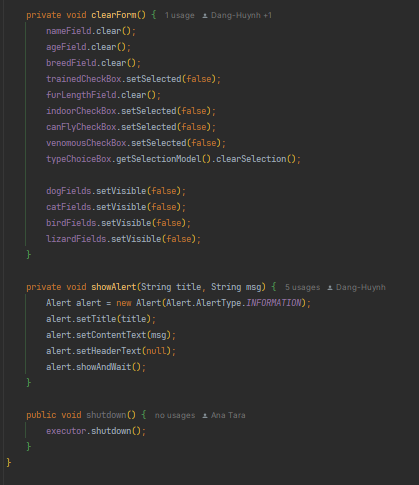 private void clearForm() { 1 usage Dang-Huynh +1
nameField.clear();
ageField.clear();
breedField.clear();
trainedCheckBox.setSelected(false);
furLengthField.clear();
indoorCheckBox.setSelected(false);
canFlyCheckBox.setSelected(false);
venomousCheckBox.setSelected(false);
typeChoiceBox.getSelectionModel().clearSelection();
dogFields.setVisible(false);
catFields.setVisible(false);
birdFields.setVisible(false);
lizardFields.setVisible(false);
}
private void showAlert(String title, String msg) { 5 usages Dang-Huynh
Alert alert = new Alert(Alert.AlertType.INFORMATION);
alert.setTitle(title);
alert.setContentText(msg);
alert.setHeaderText(null);
alert.showAndWait();
}
public void shutdown() { no usages Ana Tara
executor.shutdown();
}
}